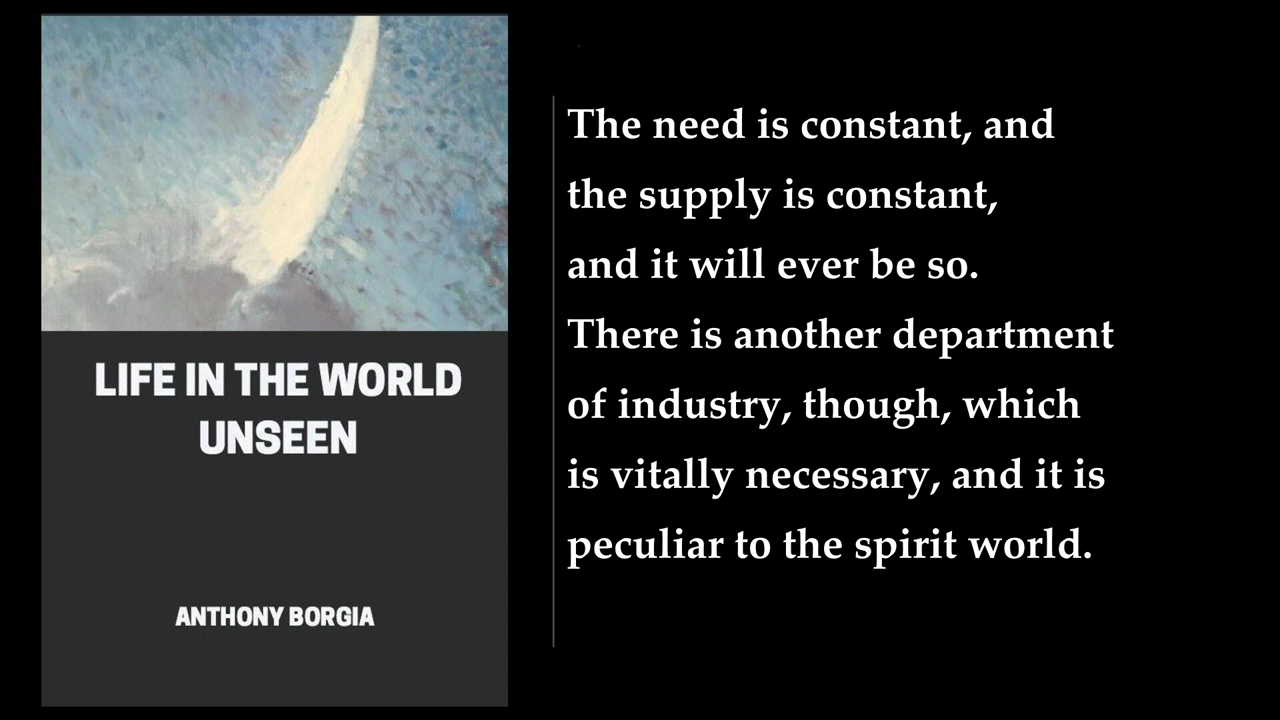 LIFE IN THE WORLD
UNSEEN
ANTHONY BORGIA
The need is constant, and
the supply is constant,
and it will ever be so.
There is another department
of industry, though, which
is vitally necessary, and it is
peculiar to the spirit world.